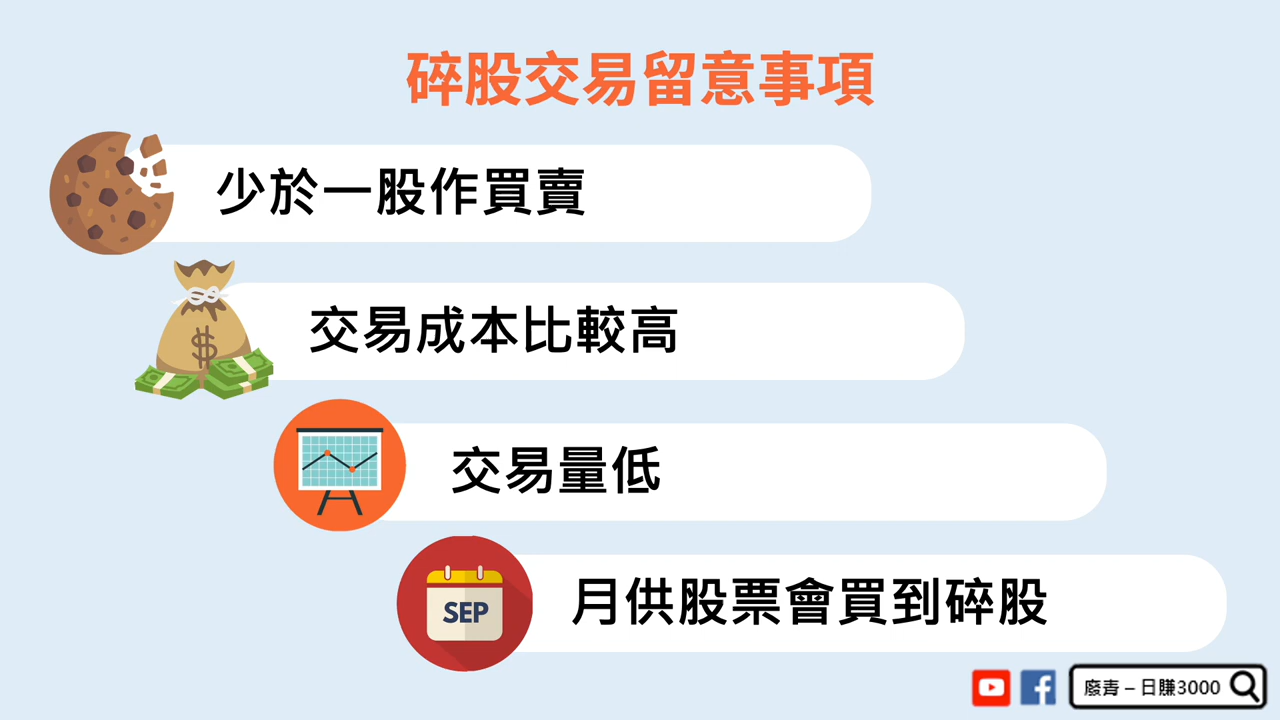 碎股交易留意事項
少於一股作買賣
交易成本比較高
交易量低
SEP
月供股票會買到碎股
廢青 – 日賺3000